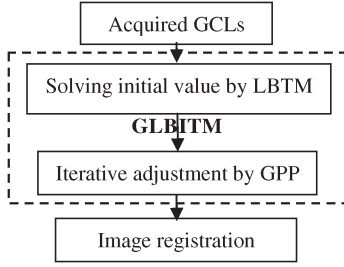 Acquired GCLs
Solving initial value by LBTM
GLBITM
Iterative adjustment by GPP
Image registration